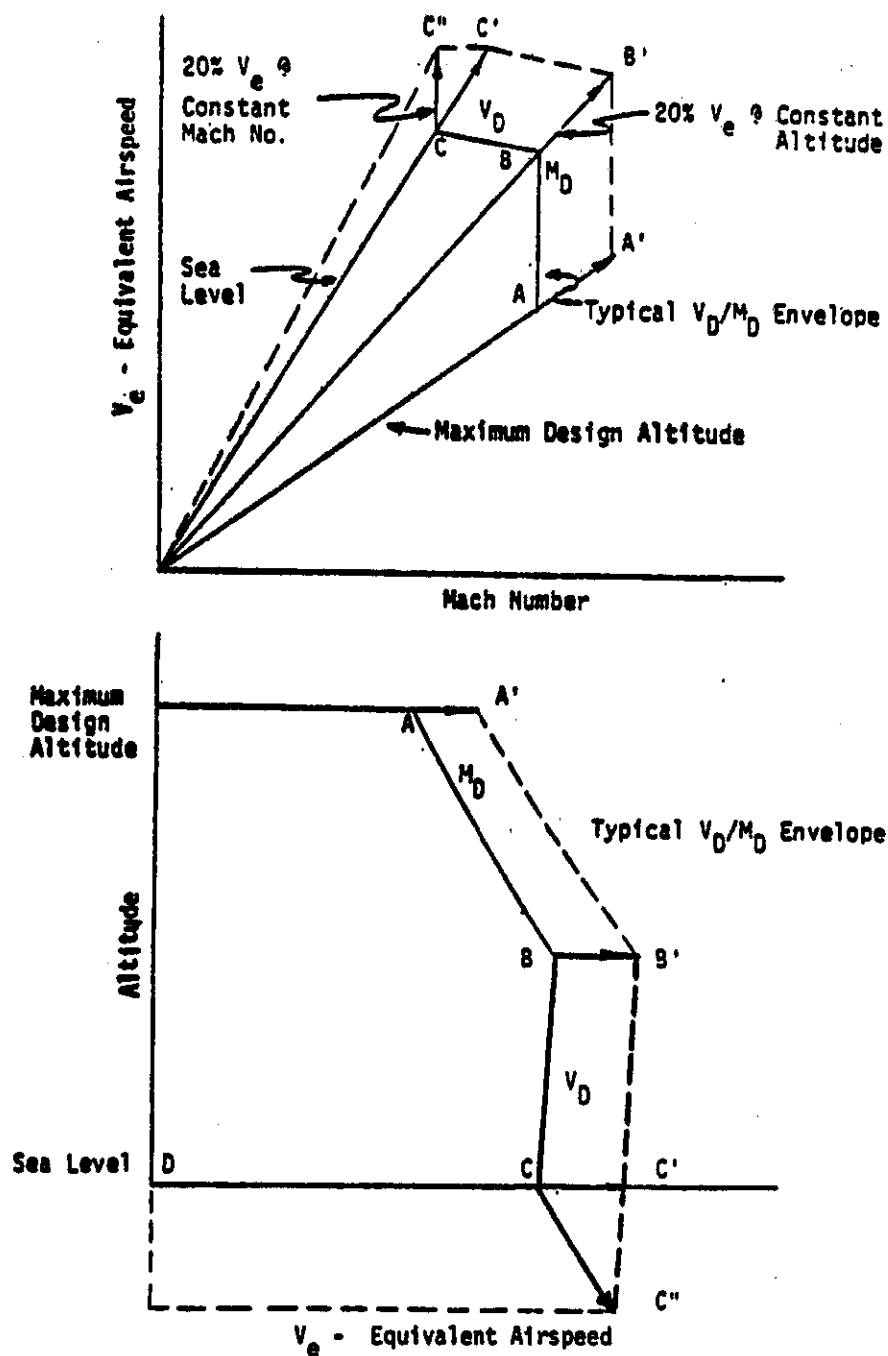 C" C'
B'
20% Ve @
Constant
Mach No.
VD
20% Ve @ Constant
Altitude
C
B
MD
Ve - Equivalent Airspeed
Sea
Level
A'
A
Typical VD/MD Envelope
Maximum Design Altitude
Mach Number
Maximum
Design
Altitude
A'
A
MD
Typical VD/MD Envelope
Altitude
B
B'
VD
Sea Level
D
C
C'
C"
Ve - Equivalent Airspeed